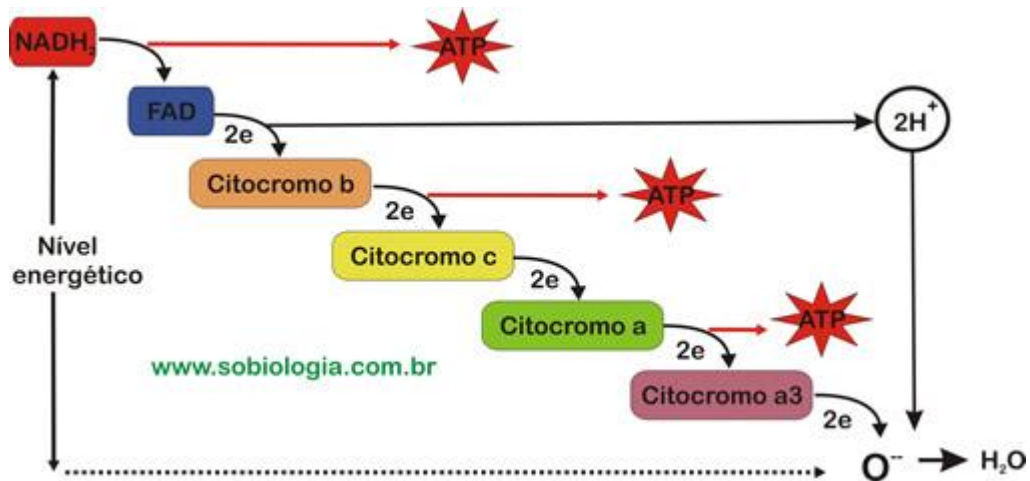 NADH₂
ATP
FAD
2e
2H⁺
Citocromo b
2e
ATP
Nível
energético
Citocromo c
2e
Citocromo a
ATP
2e
www.sobiologia.com.br
Citocromo a3
2e
O⁻⁻
H₂O